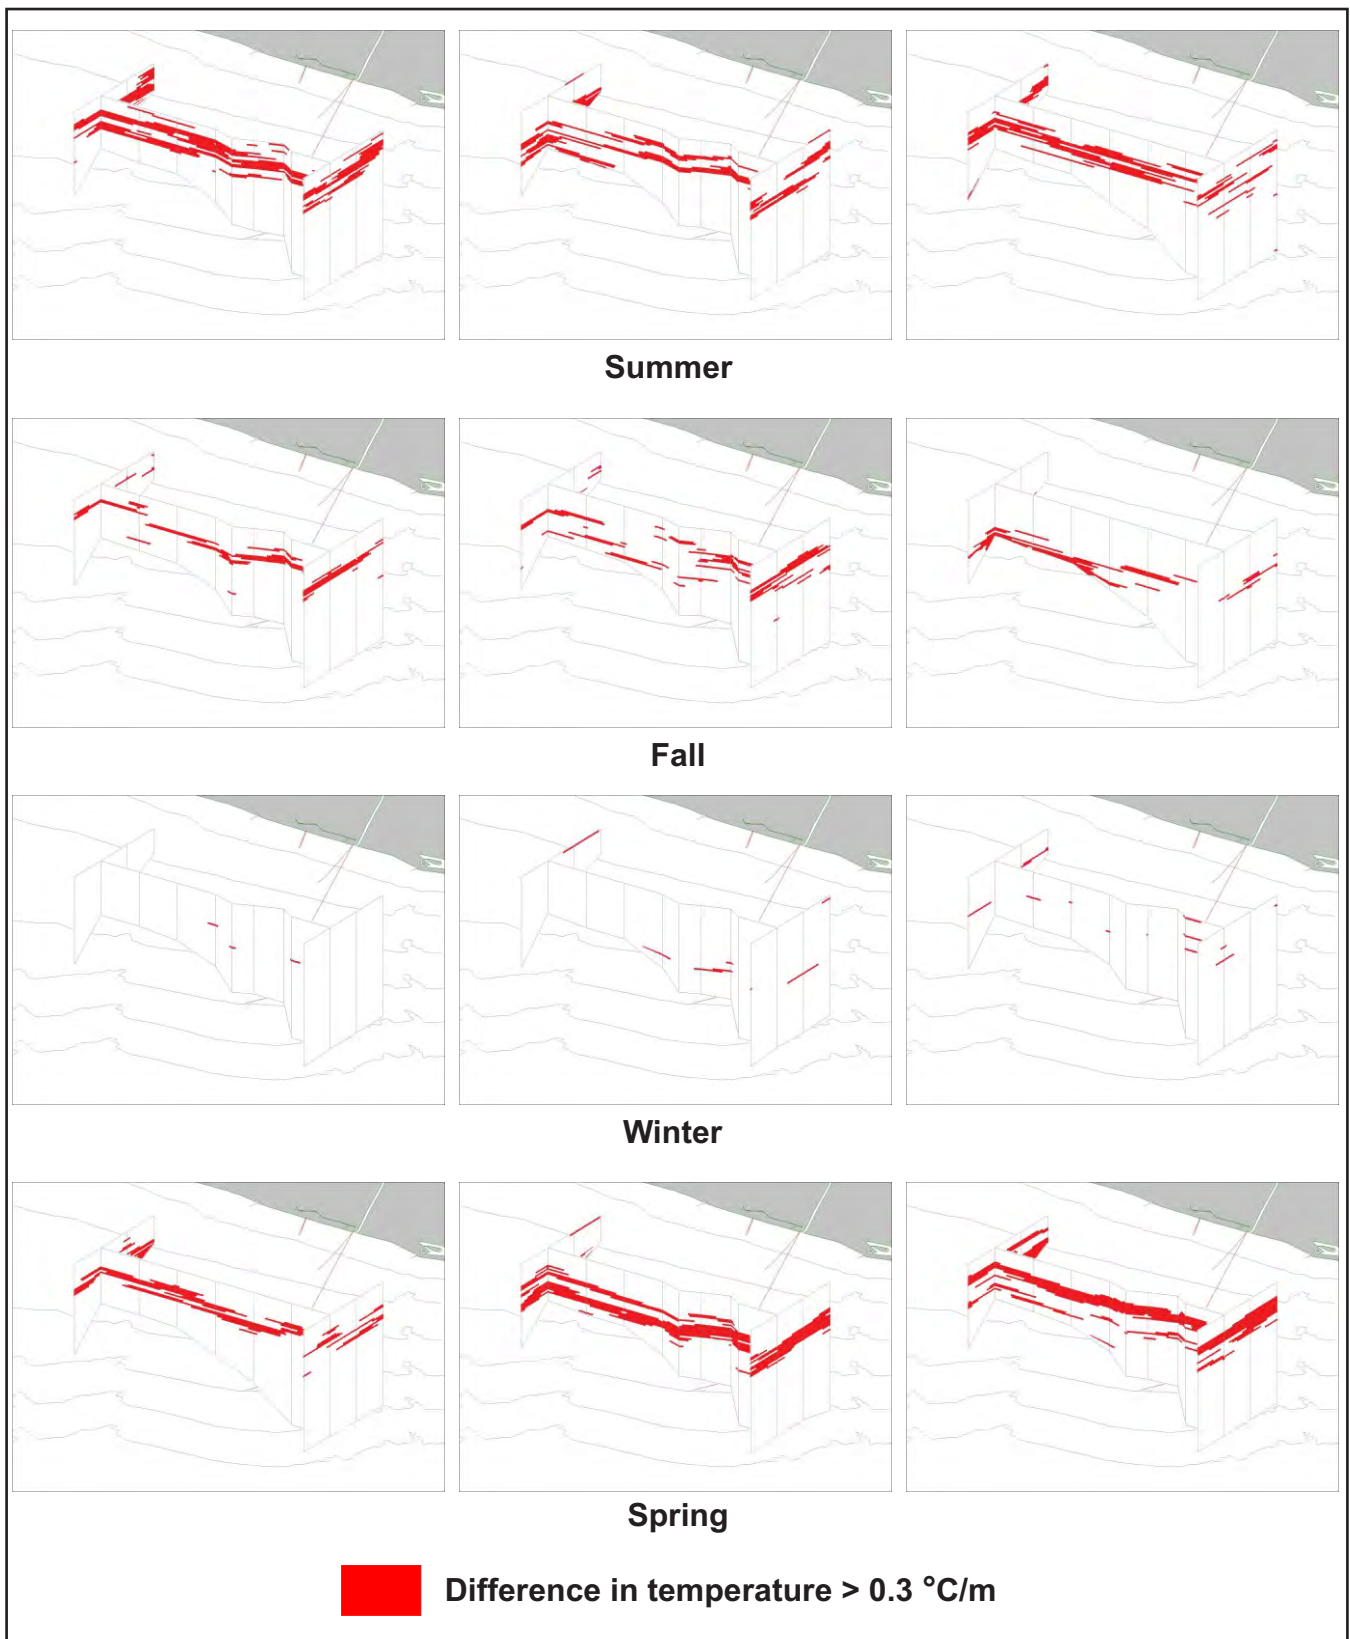 Summer
Fall
Winter
Spring
Difference in temperature > 0.3 °C/m